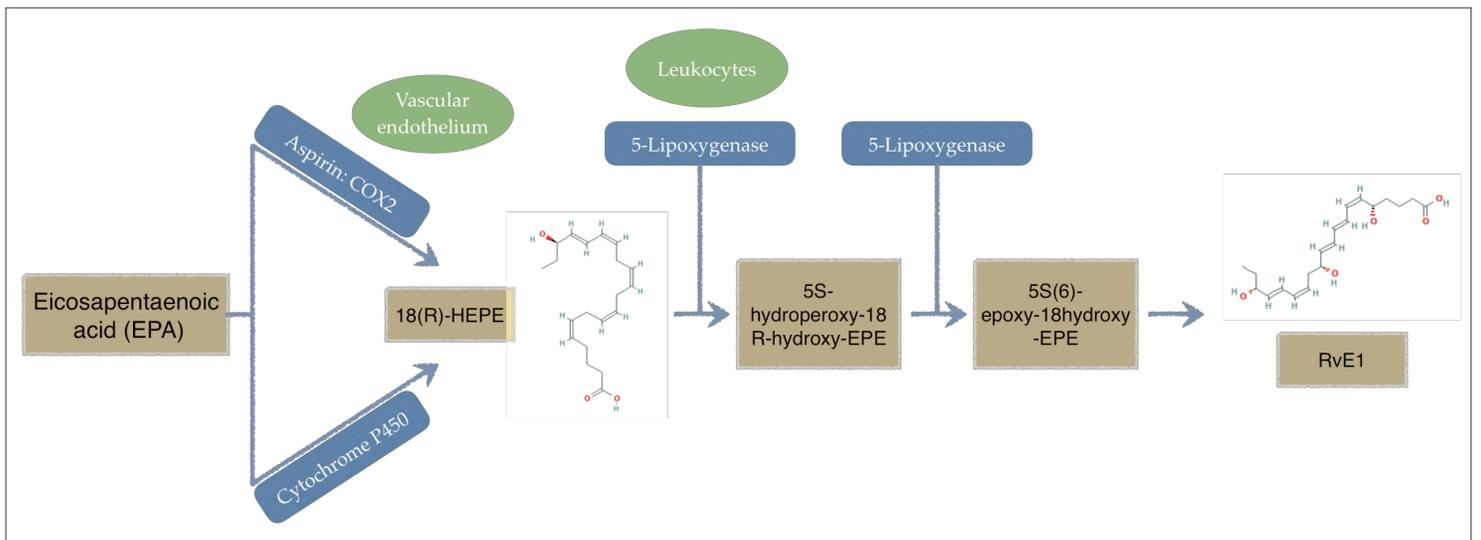 Leukocytes
Vascular
endothelium
5-Lipoxygenase
5-Lipoxygenase
Aspirin: COX2
Eicosapentaenoic
acid (EPA)
18(R)-HEPE
5S-
hydroperoxy-18
R-hydroxy-EPE
5S(6)-
epoxy-18hydroxy
-EPE
RvE1
Cytochrome P450